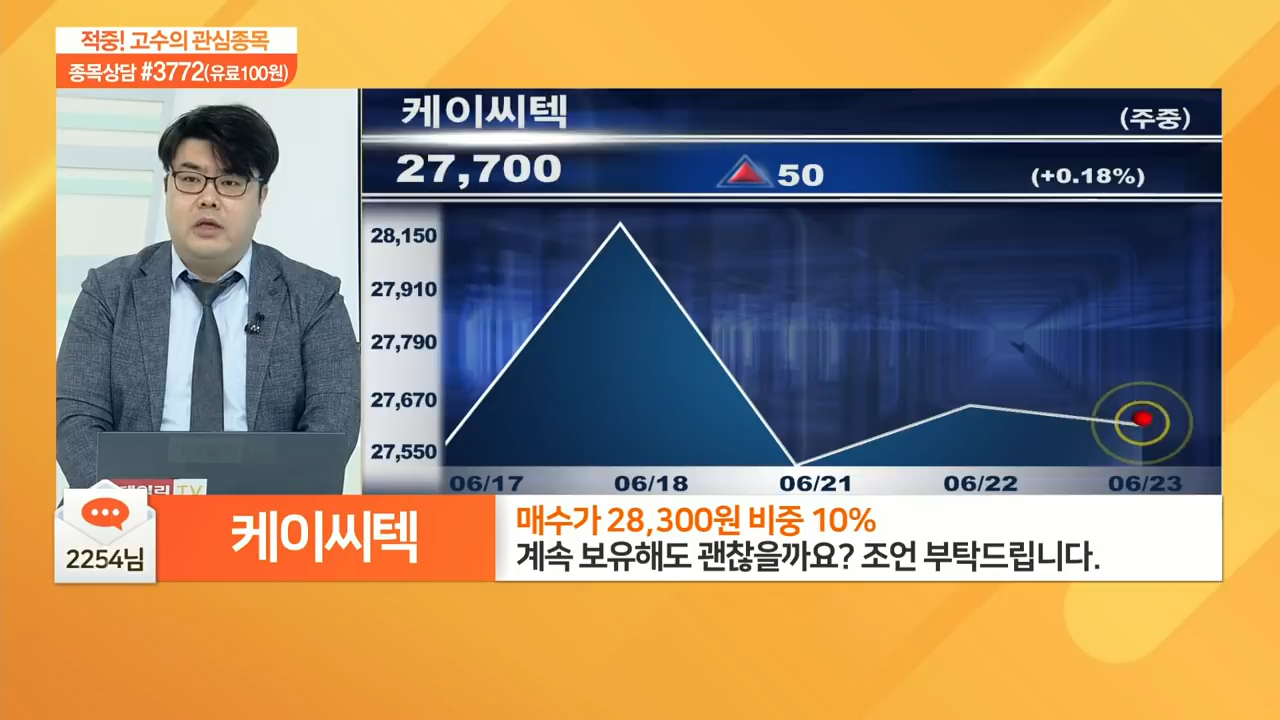 적중! 고수의 관심종목
종목상담 #3772(유료100원)
케이씨텍
(주중)
27,700
50
(+0.18%)
28,150
27,910
27,790
27,670
27,550
06/17
06/18
06/21
06/22
06/23
TV
2254님
케이씨텍
매수가 28,300원 비중 10%
계속 보유해도 괜찮을까요? 조언 부탁드립니다.